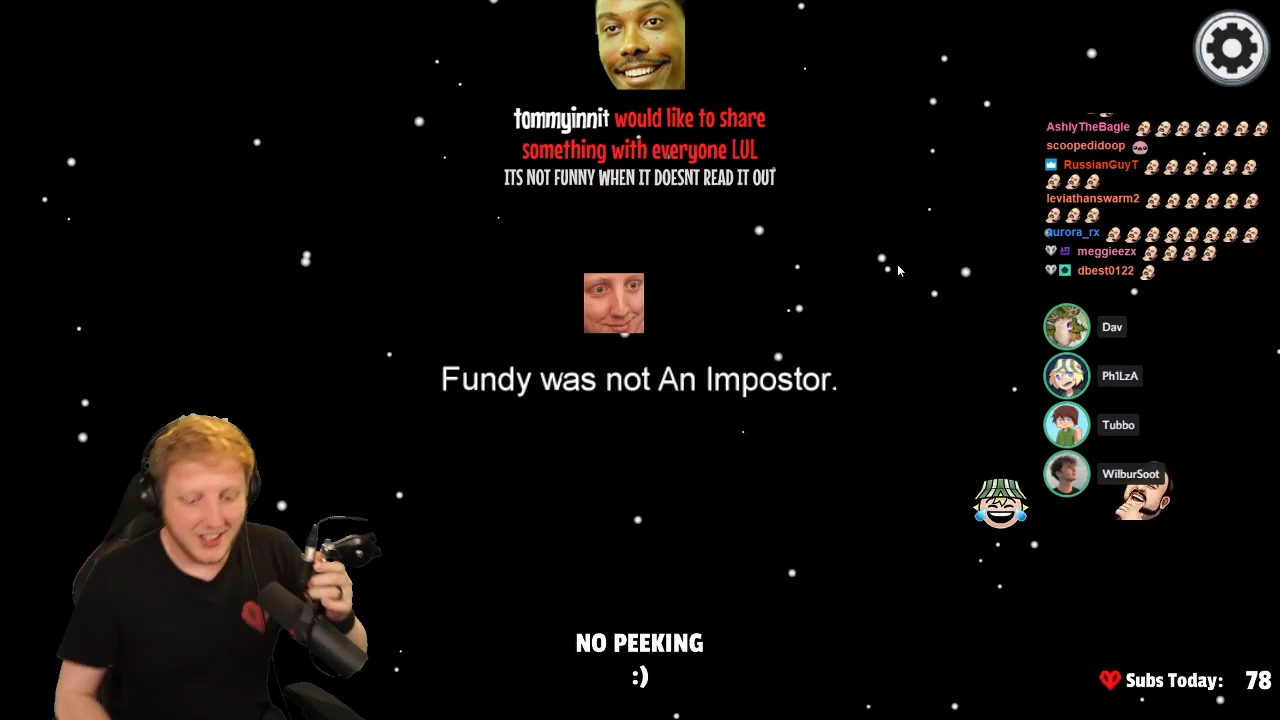 tommyinnit would like to share
something with everyone LUL
ITS NOT FUNNY WHEN IT DOESNT READ IT OUT
AshlyTheBagle
scoopedidoop
RussianGuyT
leviathanswarm2
aurora_rx
meggieezx
dbest0122
Dav
Ph1LzA
Fundy was not An Impostor.
Tubbo
WilburSoot
NO PEEKING
:)
Subs Today: 78